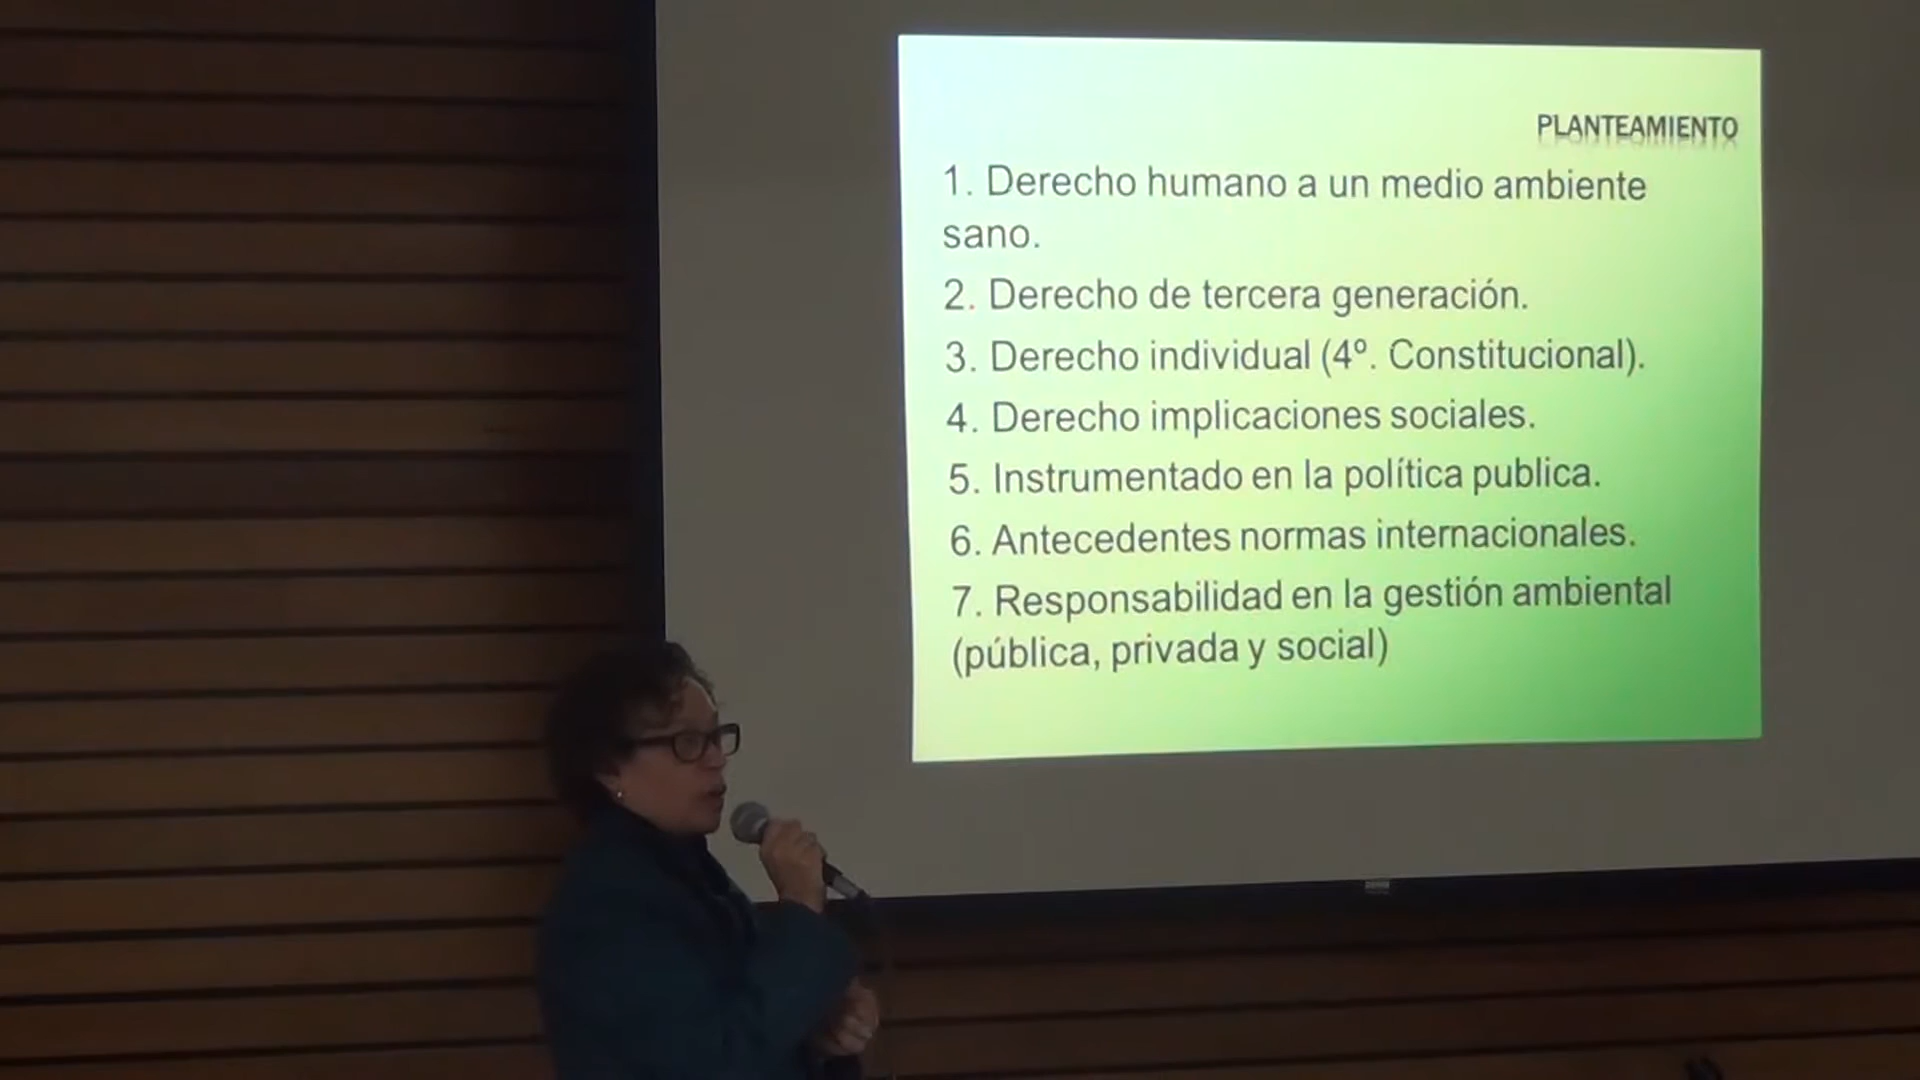 PLANTEAMIENTO
1. Derecho humano a un medio ambiente
sano.
2. Derecho de tercera generación.
3. Derecho individual (4º. Constitucional).
4. Derecho implicaciones sociales.
5. Instrumentado en la política publica.
6. Antecedentes normas internacionales.
7. Responsabilidad en la gestión ambiental
(pública, privada y social)